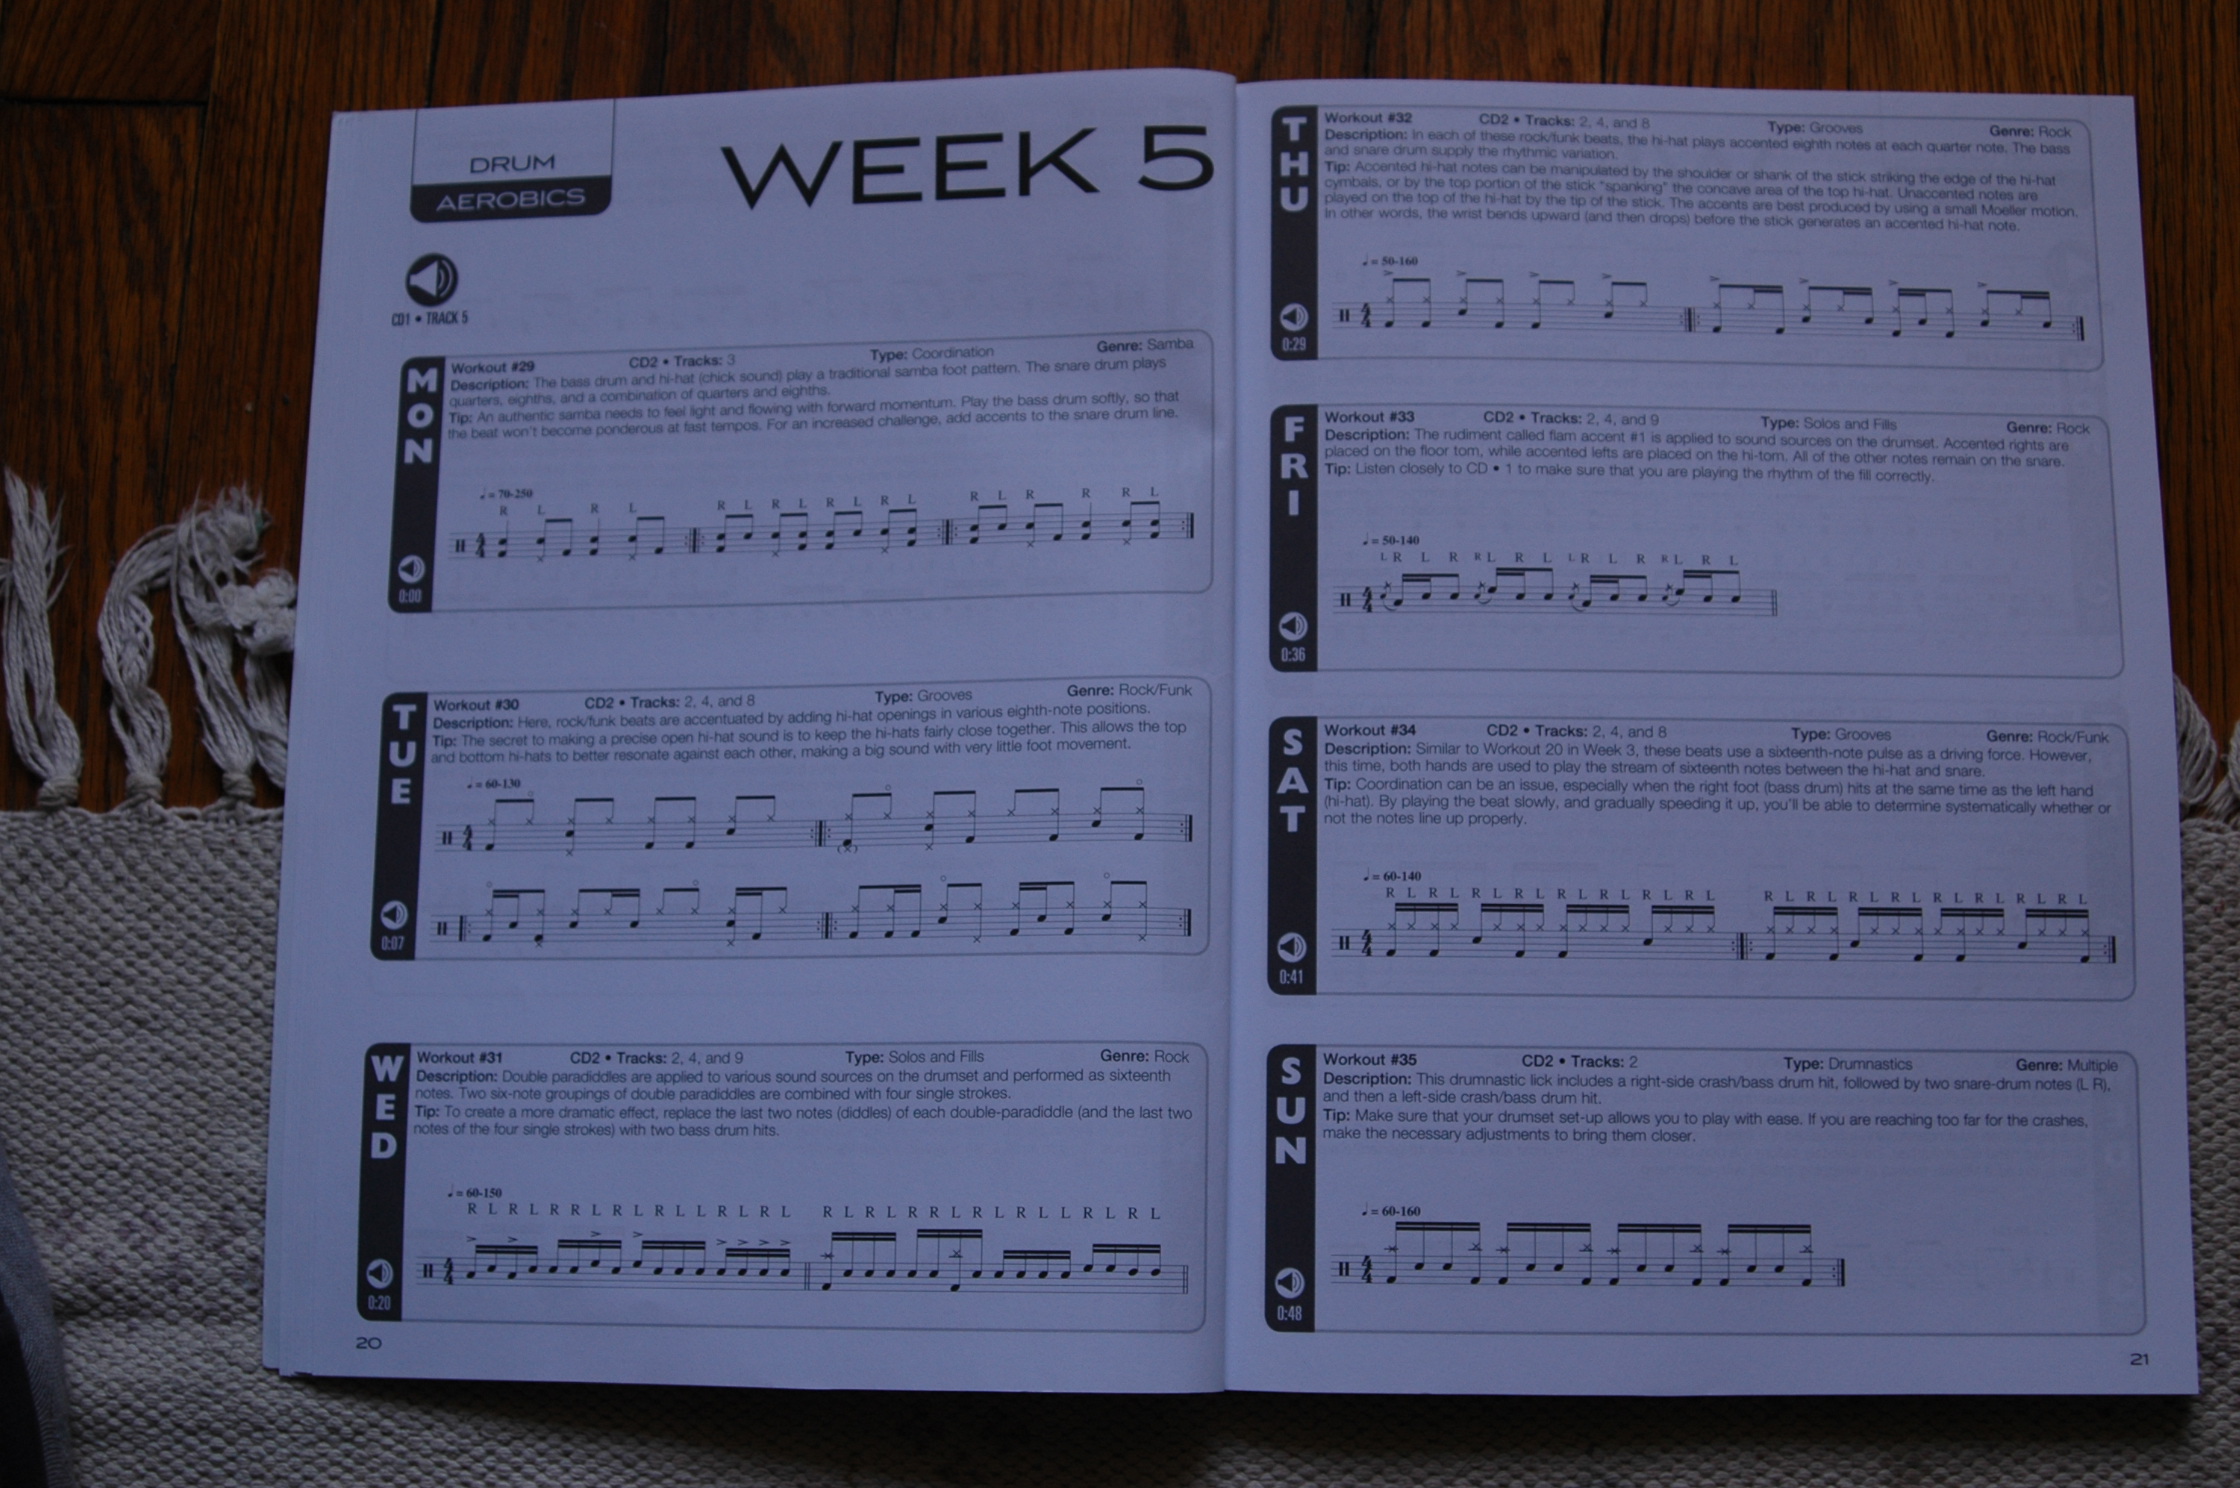 DRUM
AEROBICS
WEEK 5
CD1 • TRACK 5
MON
Workout #29 CD2 • Tracks: 3 Type: Coordination Genre: Samba
Description: The bass drum and hi-hat (chick sound) play a traditional samba foot pattern. The snare drum plays
quarters, eighths, and a combination of quarters and eighths.
Tip: An authentic samba needs to feel light and flowing with forward momentum. Play the bass drum softly, so that
the beat won't become ponderous at fast tempos. For an increased challenge, add accents to the snare drum line.
♩ = 70-250
R L R L R L R L R L R L R L R R R L
4
4
0:00
TUE
Workout #30 CD2 • Tracks: 2, 4, and 8 Type: Grooves Genre: Rock/Funk
Description: Here, rock/funk beats are accentuated by adding hi-hat openings in various eighth-note positions.
Tip: The secret to making a precise open hi-hat sound is to keep the hi-hats fairly close together. This allows the top
and bottom hi-hats to better resonate against each other, making a big sound with very little foot movement.
♩ = 60-130
4
4
0:07
WED
Workout #31 CD2 • Tracks: 2, 4, and 9 Type: Solos and Fills Genre: Rock
Description: Double paradiddles are applied to various sound sources on the drumset and performed as sixteenth
notes. Two six-note groupings of double paradiddles are combined with four single strokes.
Tip: To create a more dramatic effect, replace the last two notes (diddles) of each double-paradiddle (and the last two
notes of the four single strokes) with two bass drum hits.
♩ = 60-150
R L R L R R L R L R L L R L R L R L R L R R L R L R L L R L R L
4
4
0:20
20
THU
Workout #32 CD2 • Tracks: 2, 4, and 8 Type: Grooves Genre: Rock
Description: In each of these rock/funk beats, the hi-hat plays accented eighth notes at each quarter note. The bass
and snare drum supply the rhythmic variation.
Tip: Accented hi-hat notes can be manipulated by the shoulder or shank of the stick striking the edge of the hi-hat
cymbals, or by the top portion of the stick "spanking" the concave area of the top hi-hat. Unaccented notes are
played on the top of the hi-hat by the tip of the stick. The accents are best produced by using a small Moeller motion.
In other words, the wrist bends upward (and then drops) before the stick generates an accented hi-hat note.
♩ = 50-160
4
4
0:29
FRI
Workout #33 CD2 • Tracks: 2, 4, and 9 Type: Solos and Fills Genre: Rock
Description: The rudiment called flam accent #1 is applied to sound sources on the drumset. Accented rights are
placed on the floor tom, while accented lefts are placed on the hi-tom. All of the other notes remain on the snare.
Tip: Listen closely to CD • 1 to make sure that you are playing the rhythm of the fill correctly.
♩ = 50-140
L R L R R L R L L R L R R L R L
4
4
0:36
SAT
Workout #34 CD2 • Tracks: 2, 4, and 8 Type: Grooves Genre: Rock/Funk
Description: Similar to Workout 20 in Week 3, these beats use a sixteenth-note pulse as a driving force. However,
this time, both hands are used to play the stream of sixteenth notes between the hi-hat and snare.
Tip: Coordination can be an issue, especially when the right foot (bass drum) hits at the same time as the left hand
(hi-hat). By playing the beat slowly, and gradually speeding it up, you'll be able to determine systematically whether or
not the notes line up properly.
♩ = 60-140
R L R L R L R L R L R L R L R L R L R L R L R L R L R L R L R L
4
4
0:41
SUN
Workout #35 CD2 • Tracks: 2 Type: Drumnastics Genre: Multiple
Description: This drumnastic lick includes a right-side crash/bass drum hit, followed by two snare-drum notes (L R),
and then a left-side crash/bass drum hit.
Tip: Make sure that your drumset set-up allows you to play with ease. If you are reaching too far for the crashes,
make the necessary adjustments to bring them closer.
♩ = 60-160
4
4
0:48
21